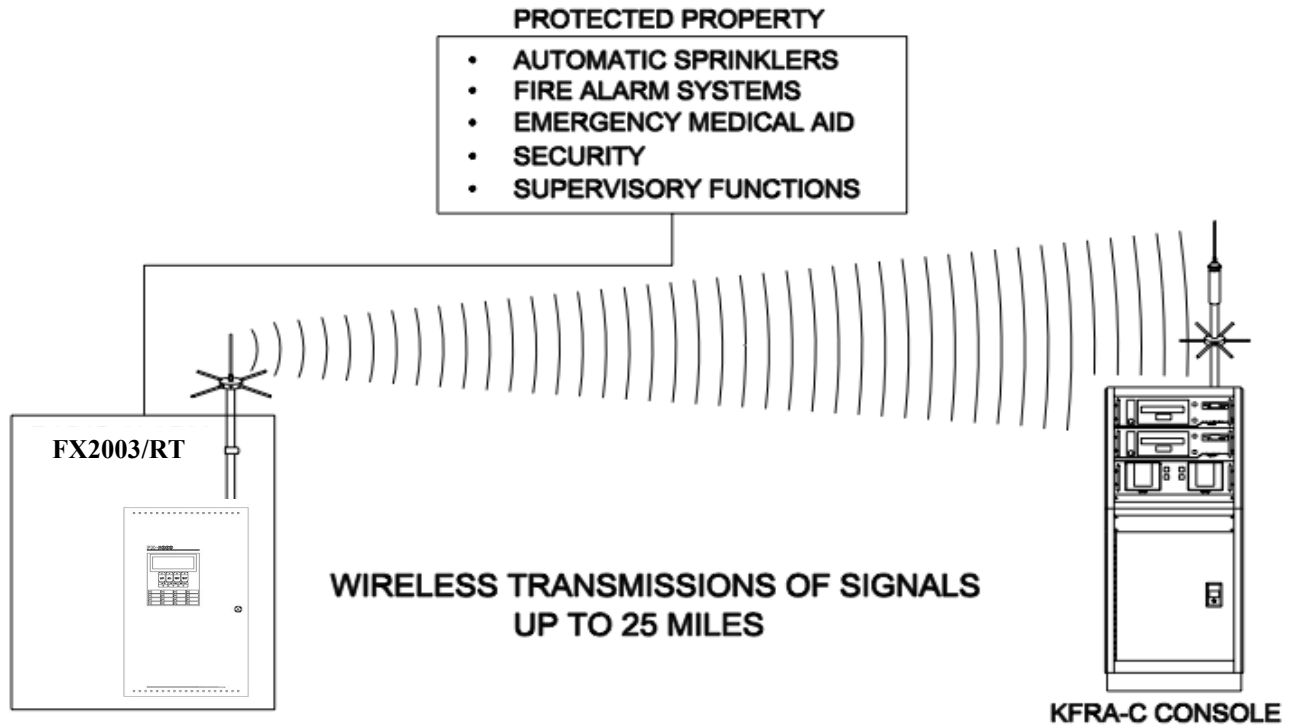 PROTECTED PROPERTY
• AUTOMATIC SPRINKLERS
• FIRE ALARM SYSTEMS
• EMERGENCY MEDICAL AID
• SECURITY
• SUPERVISORY FUNCTIONS
FX2003/RT
WIRELESS TRANSMISSIONS OF SIGNALS
UP TO 25 MILES
KFRA-C CONSOLE